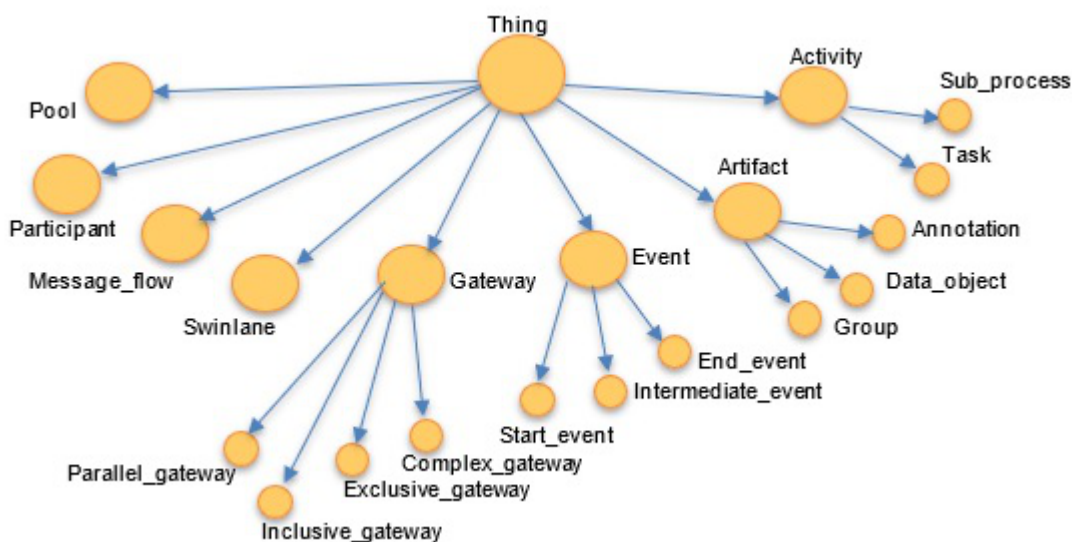 Thing
Activity
Sub_process
Pool
Task
Artifact
Participant
Annotation
Message_flow
Event
Data_object
Gateway
Swinlane
Group
End_event
Intermediate_event
Start_event
Complex_gateway
Parallel_gateway
Exclusive_gateway
Inclusive_gateway